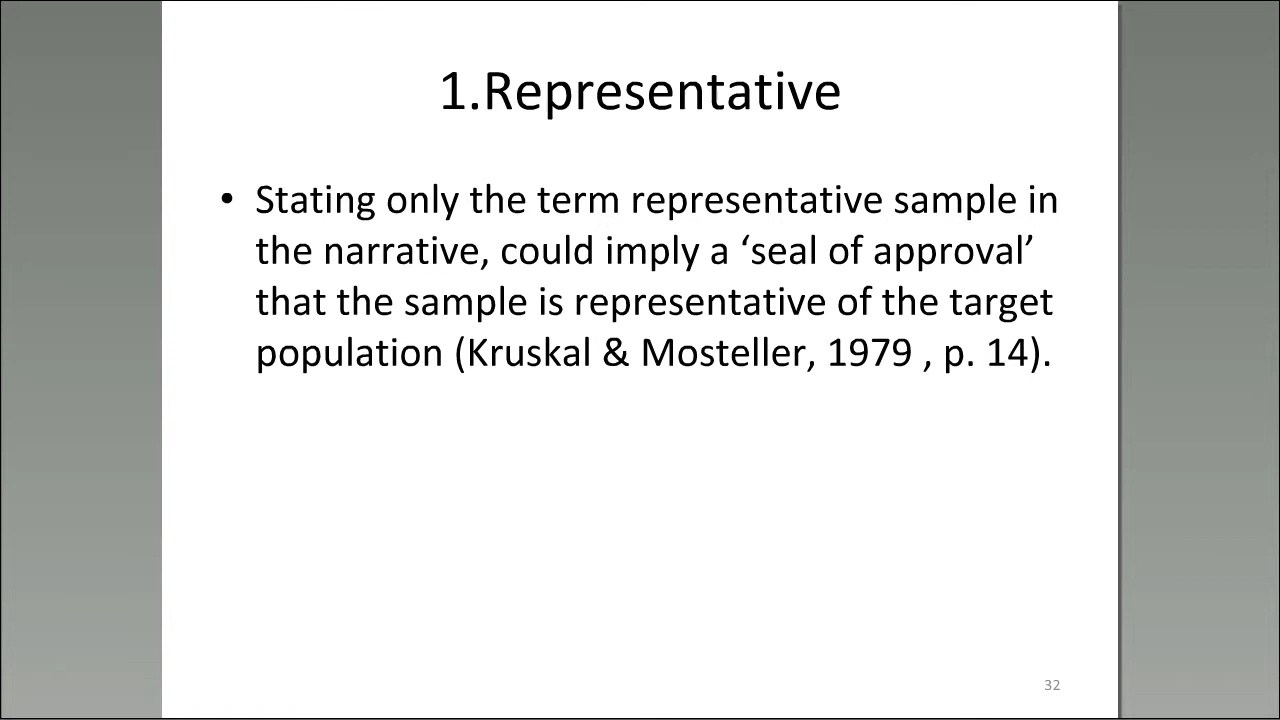 1.Representative
• Stating only the term representative sample in
the narrative, could imply a ‘seal of approval’
that the sample is representative of the target
population (Kruskal & Mosteller, 1979 , p. 14).
32